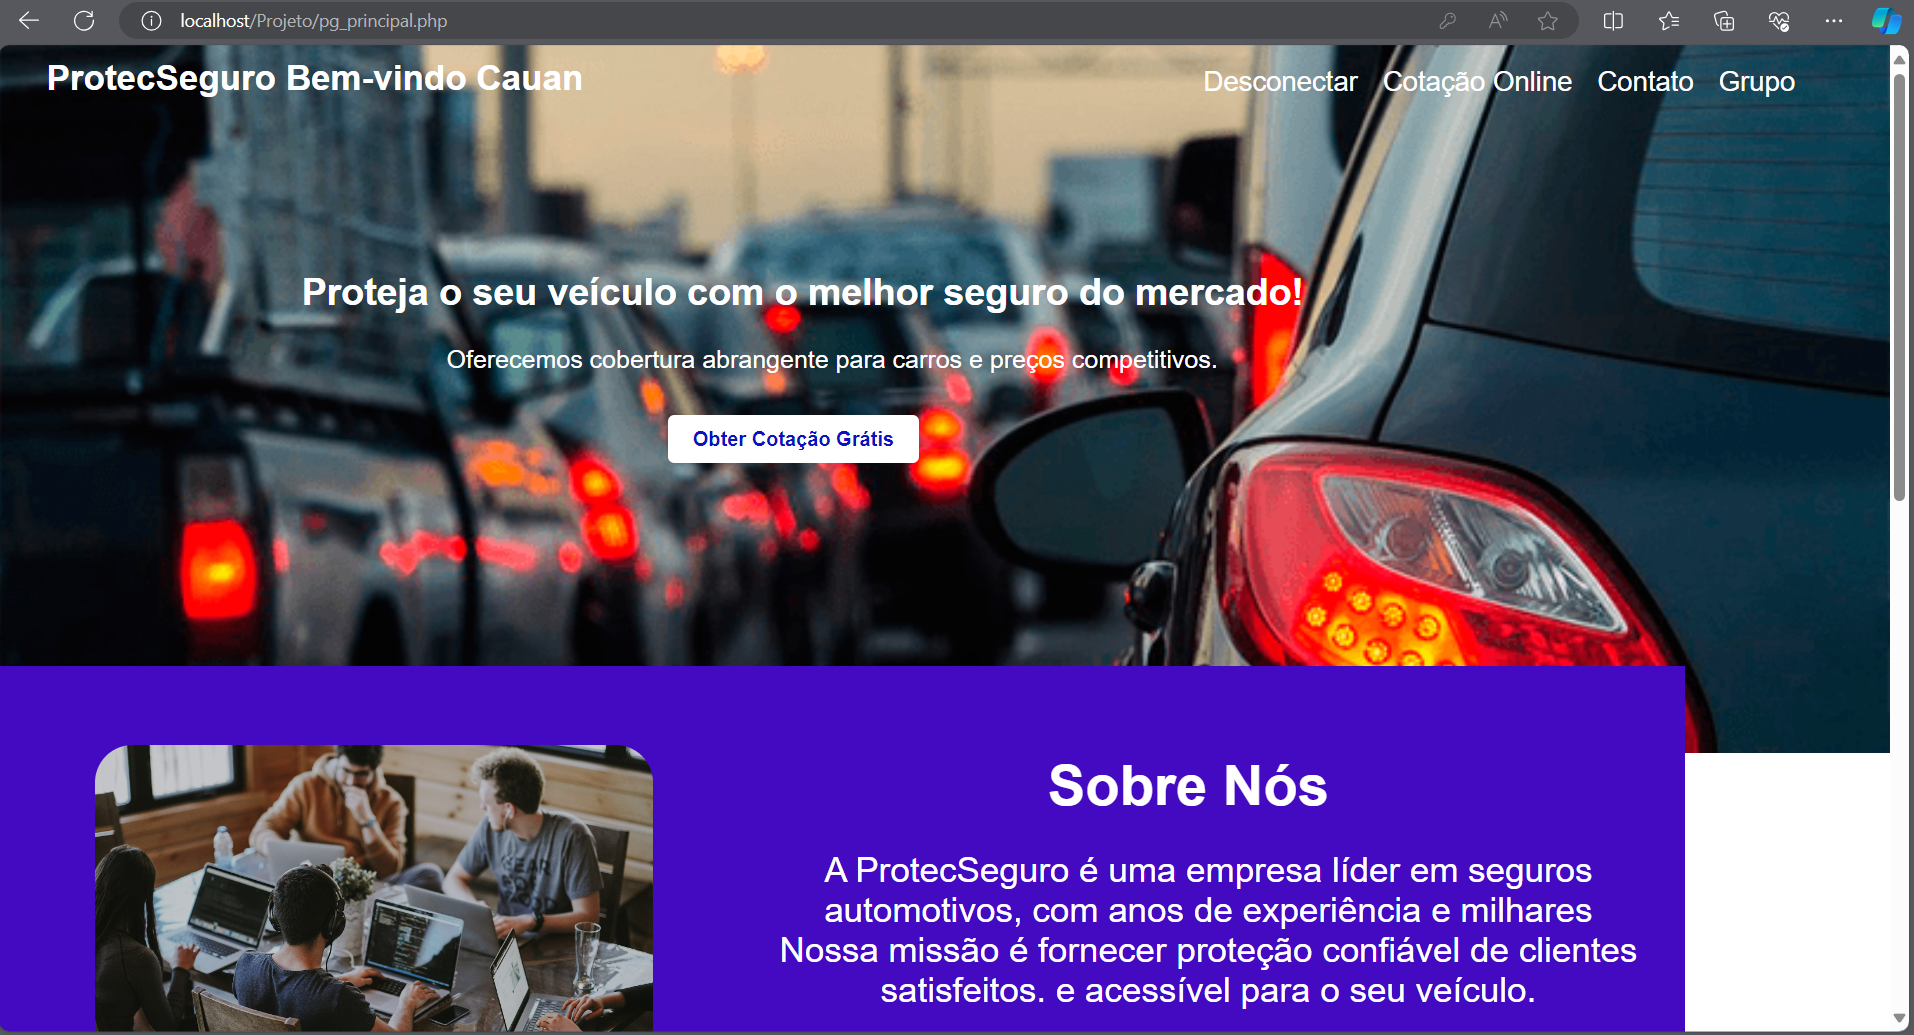 localhost/Projeto/pg_principal.php
ProtecSeguro Bem-vindo Cauan
Desconectar Cotação Online Contato Grupo
Proteja o seu veículo com o melhor seguro do mercado!
Oferecemos cobertura abrangente para carros e preços competitivos.
Obter Cotação Grátis
Sobre Nós
A ProtecSeguro é uma empresa líder em seguros
automotivos, com anos de experiência e milhares
Nossa missão é fornecer proteção confiável de clientes
satisfeitos. e acessível para o seu veículo.